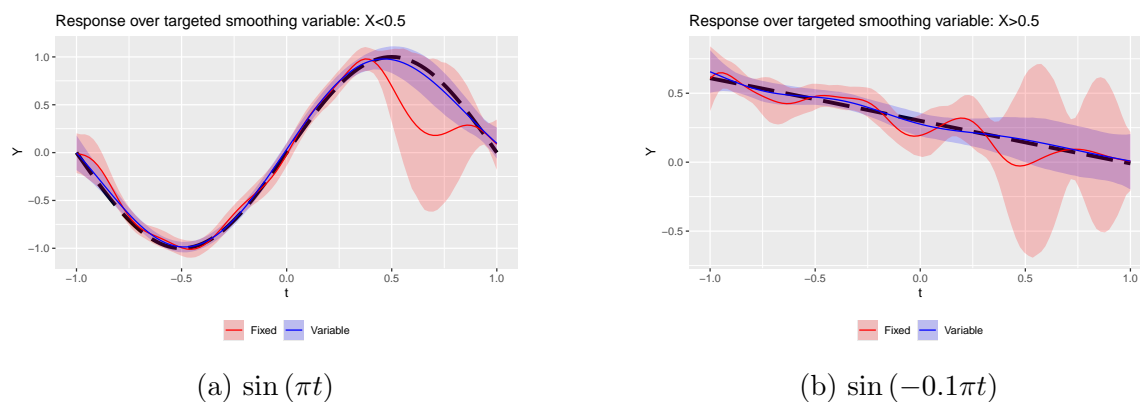 Response over targeted smoothing variable: X<0.5
1.0
0.5
0.0
−0.5
−1.0
Y
−1.0 −0.5 0.0 0.5 1.0
t
Fixed Variable
(a) sin (πt)
Response over targeted smoothing variable: X>0.5
0.5
0.0
−0.5
Y
−1.0 −0.5 0.0 0.5 1.0
t
Fixed Variable
(b) sin (−0.1πt)